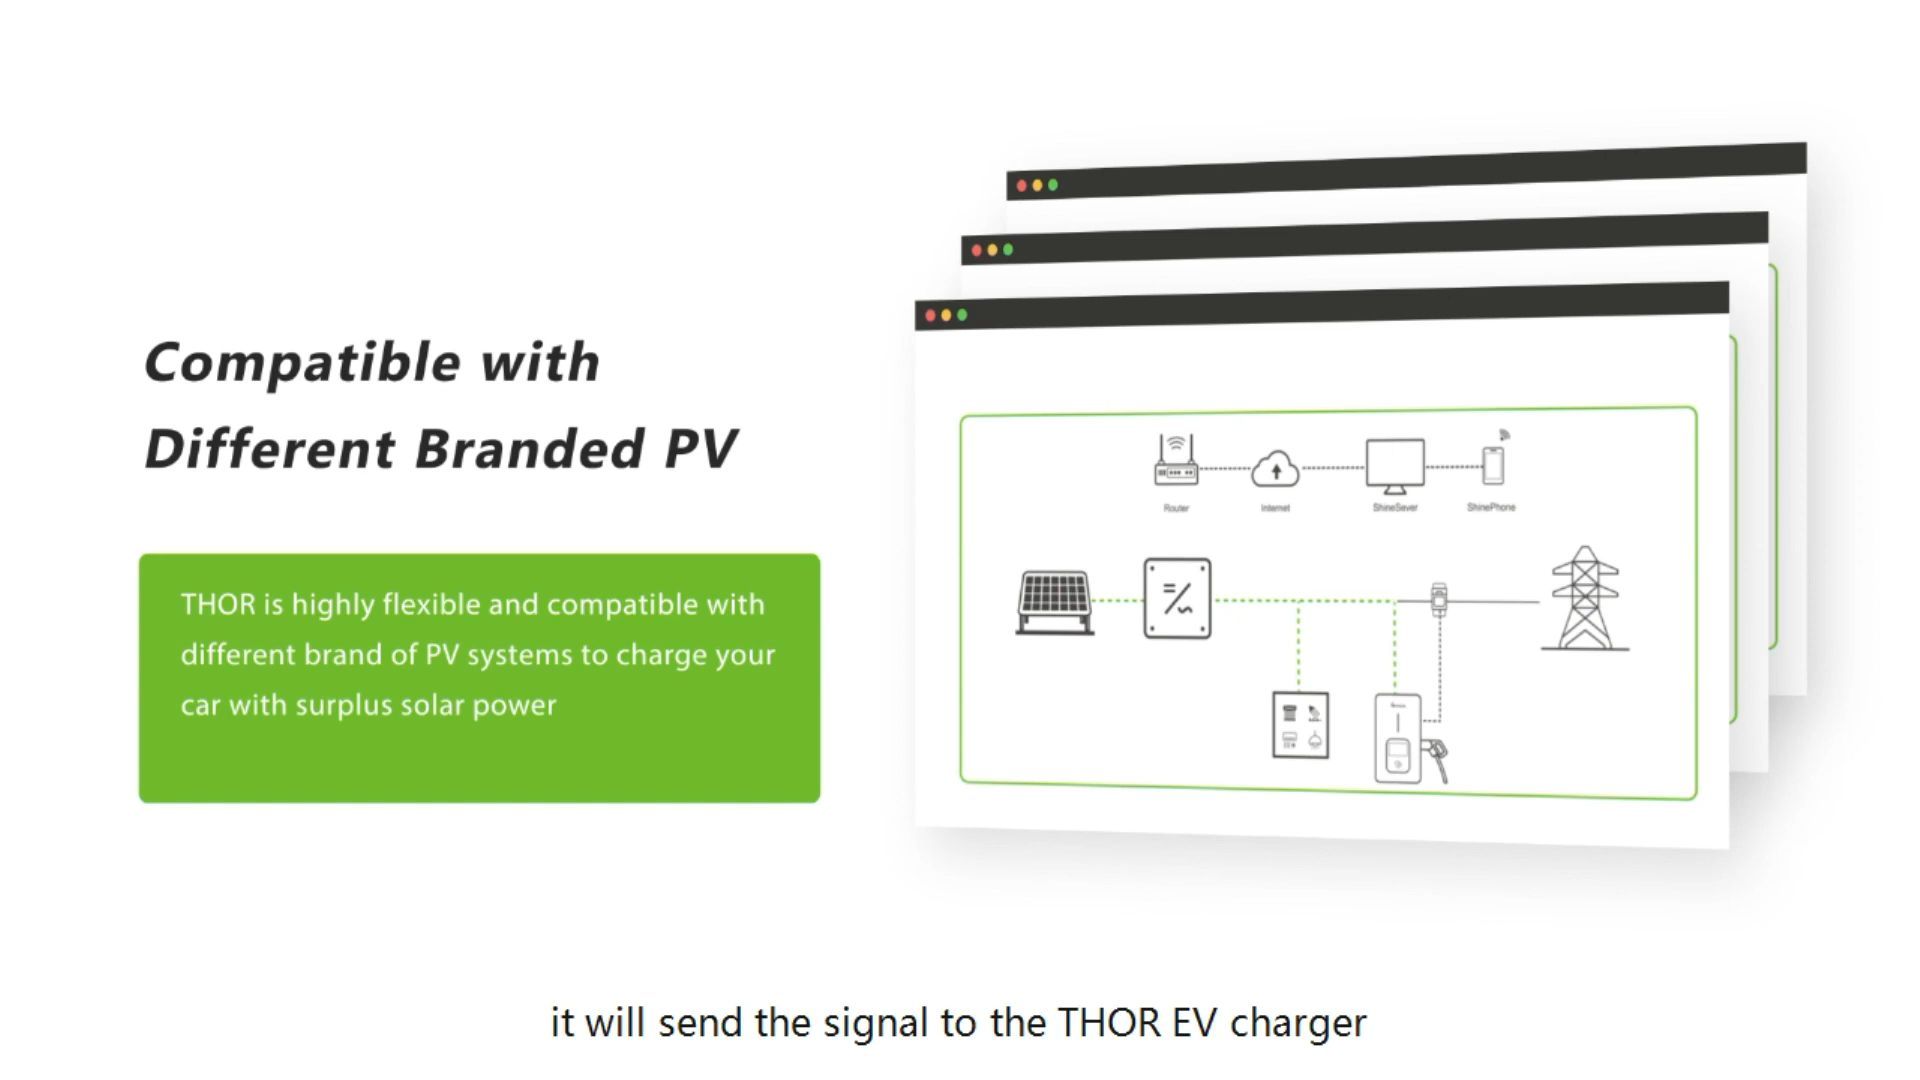 Compatible with
Different Branded PV
THOR is highly flexible and compatible with
different brand of PV systems to charge your
car with surplus solar power
Router
Internet
ShineSever
ShinePhone
it will send the signal to the THOR EV charger